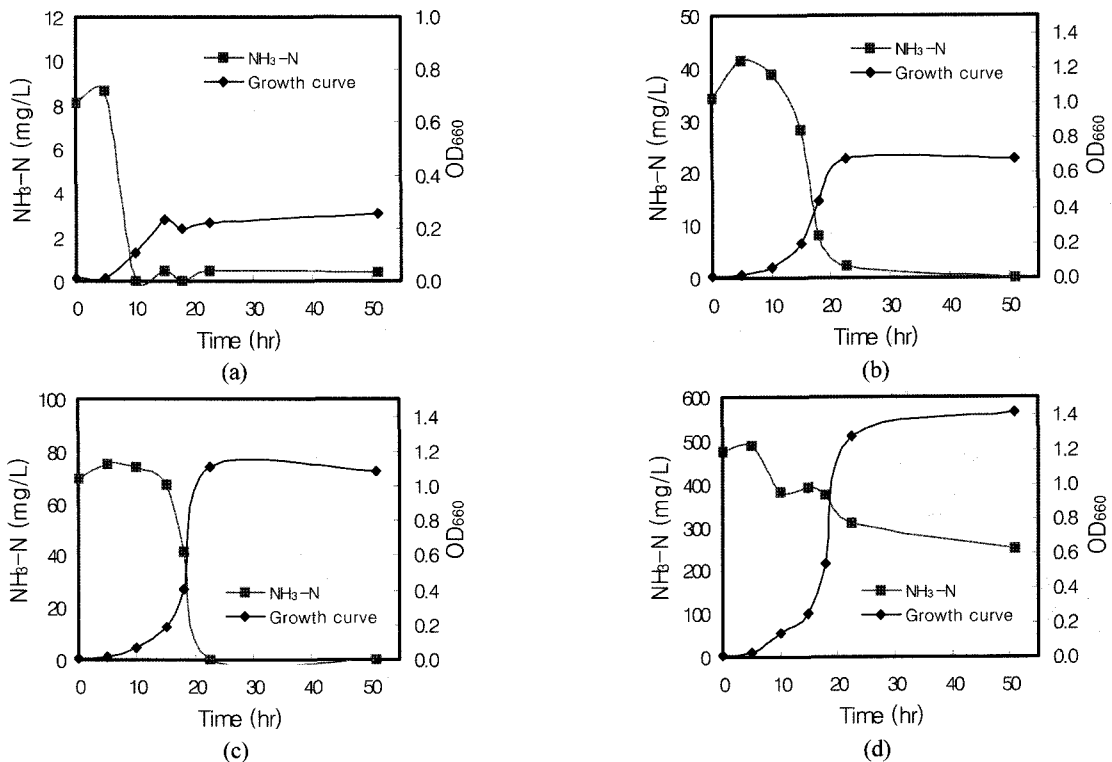 12
10
8
6
4
2
0
NH₃-N (mg/L)
1.0
0.8
0.6
0.4
0.2
0.0
OD₆₆₀
NH₃-N
Growth curve
0 10 20 30 40 50
Time (hr)
(a)
50
40
30
20
10
0
NH₃-N (mg/L)
1.4
1.2
1.0
0.8
0.6
0.4
0.2
0.0
OD₆₆₀
NH₃-N
Growth curve
0 10 20 30 40 50
Time (hr)
(b)
100
80
60
40
20
0
NH₃-N (mg/L)
1.4
1.2
1.0
0.8
0.6
0.4
0.2
0.0
OD₆₆₀
NH₃-N
Growth curve
0 10 20 30 40 50
Time (hr)
(c)
600
500
400
300
200
100
0
NH₃-N (mg/L)
1.4
1.2
1.0
0.8
0.6
0.4
0.2
0.0
OD₆₆₀
NH₃-N
Growth curve
0 10 20 30 40 50
Time (hr)
(d)